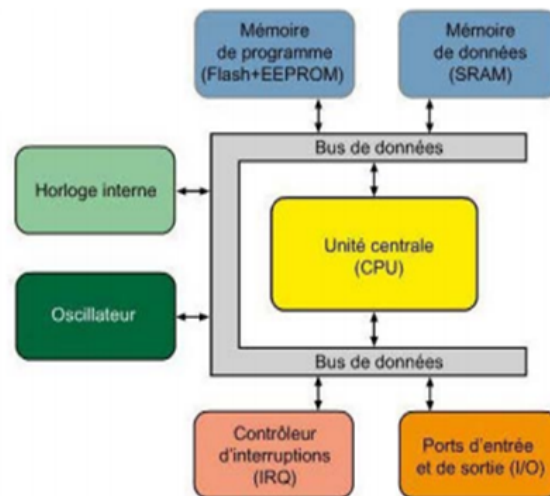 Mémoire
de programme
(Flash+EEPROM)
Mémoire
de données
(SRAM)
Bus de données
Horloge interne
Unité centrale
(CPU)
Oscillateur
Bus de données
Contrôleur
d'interruptions
(IRQ)
Ports d'entrée
et de sortie (I/O)